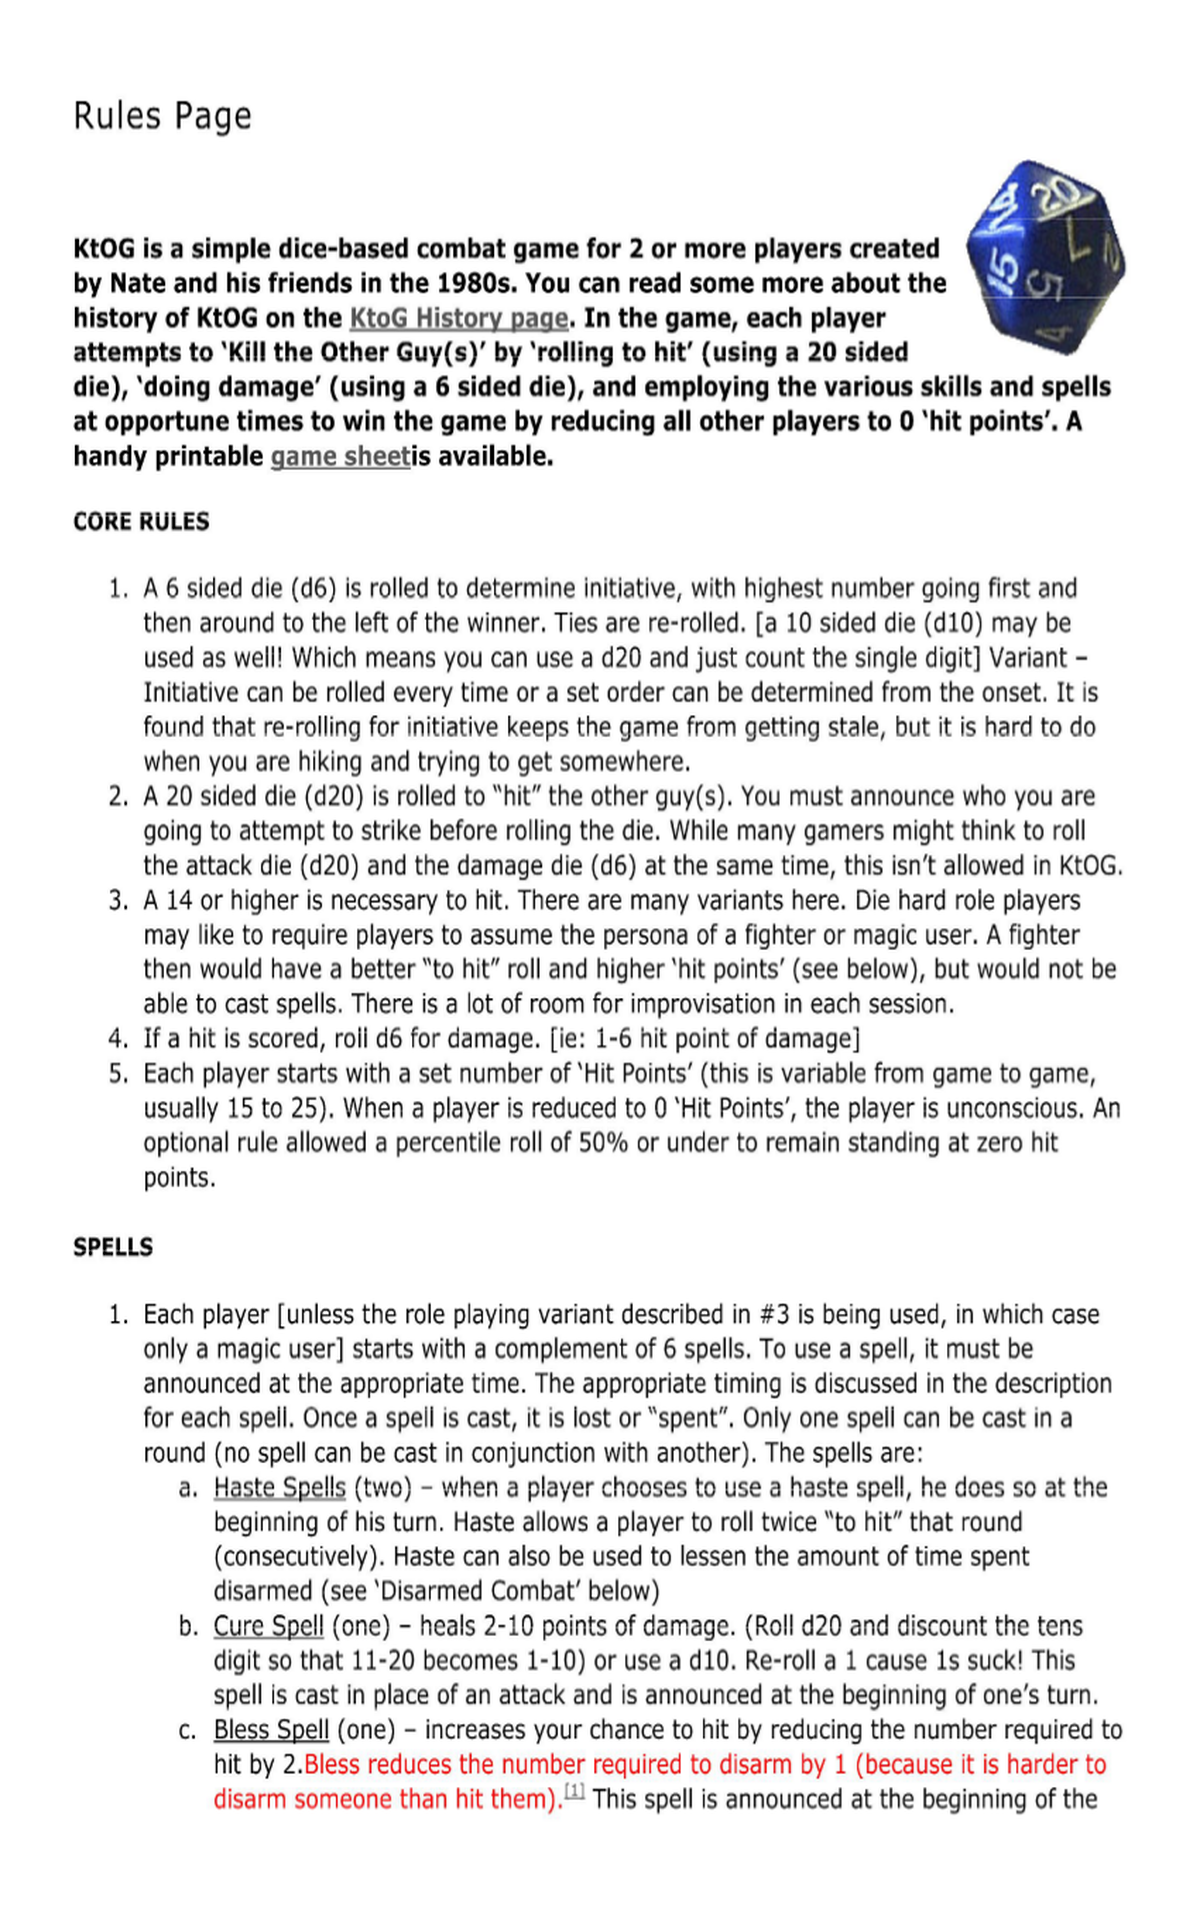 Rules Page
20
KtOG is a simple dice-based combat game for 2 or more players created
by Nate and his friends in the 1980s. You can read some more about the
15
5
history of KtOG on the KtoG History page. In the game, each player
attempts to ‘Kill the Other Guy(s)’ by ‘rolling to hit’ (using a 20 sided
die), ‘doing damage’ (using a 6 sided die), and employing the various skills and spells
at opportune times to win the game by reducing all other players to 0 ‘hit points’. A
handy printable game sheetis available.
CORE RULES
1. A 6 sided die (d6) is rolled to determine initiative, with highest number going first and
then around to the left of the winner. Ties are re-rolled. [a 10 sided die (d10) may be
used as well! Which means you can use a d20 and just count the single digit] Variant –
Initiative can be rolled every time or a set order can be determined from the onset. It is
found that re-rolling for initiative keeps the game from getting stale, but it is hard to do
when you are hiking and trying to get somewhere.
2. A 20 sided die (d20) is rolled to “hit” the other guy(s). You must announce who you are
going to attempt to strike before rolling the die. While many gamers might think to roll
the attack die (d20) and the damage die (d6) at the same time, this isn’t allowed in KtOG.
3. A 14 or higher is necessary to hit. There are many variants here. Die hard role players
may like to require players to assume the persona of a fighter or magic user. A fighter
then would have a better “to hit” roll and higher ‘hit points’ (see below), but would not be
able to cast spells. There is a lot of room for improvisation in each session.
4. If a hit is scored, roll d6 for damage. [ie: 1-6 hit point of damage]
5. Each player starts with a set number of ‘Hit Points’ (this is variable from game to game,
usually 15 to 25). When a player is reduced to 0 ‘Hit Points’, the player is unconscious. An
optional rule allowed a percentile roll of 50% or under to remain standing at zero hit
points.
SPELLS
1. Each player [unless the role playing variant described in #3 is being used, in which case
only a magic user] starts with a complement of 6 spells. To use a spell, it must be
announced at the appropriate time. The appropriate timing is discussed in the description
for each spell. Once a spell is cast, it is lost or “spent”. Only one spell can be cast in a
round (no spell can be cast in conjunction with another). The spells are:
a. Haste Spells (two) – when a player chooses to use a haste spell, he does so at the
beginning of his turn. Haste allows a player to roll twice “to hit” that round
(consecutively). Haste can also be used to lessen the amount of time spent
disarmed (see ‘Disarmed Combat’ below)
b. Cure Spell (one) – heals 2-10 points of damage. (Roll d20 and discount the tens
digit so that 11-20 becomes 1-10) or use a d10. Re-roll a 1 cause 1s suck! This
spell is cast in place of an attack and is announced at the beginning of one’s turn.
c. Bless Spell (one) – increases your chance to hit by reducing the number required to
hit by 2.Bless reduces the number required to disarm by 1 (because it is harder to
disarm someone than hit them).[1] This spell is announced at the beginning of the